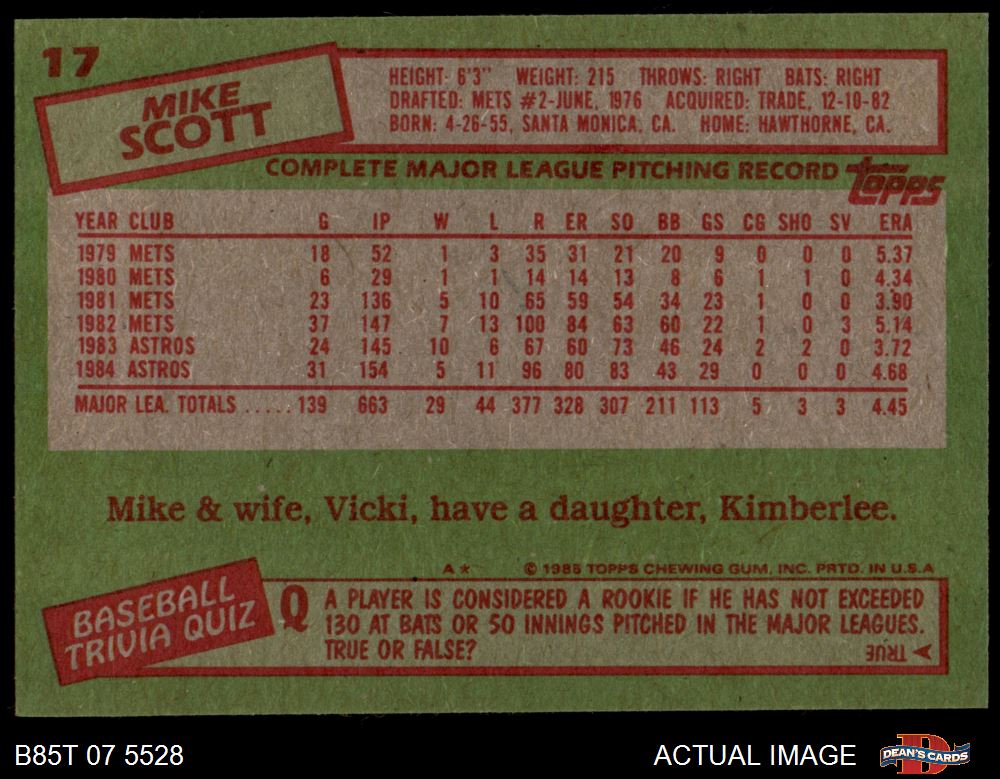 17
MIKE
SCOTT
HEIGHT: 6'3" WEIGHT: 215 THROWS: RIGHT BATS: RIGHT
DRAFTED: METS #2-JUNE, 1976 ACQUIRED: TRADE, 12-10-82
BORN: 4-26-55, SANTA MONICA, CA. HOME: HAWTHORNE, CA.
COMPLETE MAJOR LEAGUE PITCHING RECORD topps
YEAR CLUB G IP W L R ER SO BB GS CG SHO SV ERA
1979 METS 18 52 1 3 35 31 21 20 9 0 0 0 5.37
1980 METS 6 29 1 1 14 14 13 8 6 1 1 0 4.34
1981 METS 23 136 5 10 65 59 54 34 23 1 0 0 3.90
1982 METS 37 147 7 13 100 84 63 60 22 1 0 3 5.14
1983 ASTROS 24 145 10 6 67 60 73 46 24 2 2 0 3.72
1984 ASTROS 31 154 5 11 96 80 83 43 29 0 0 0 4.68
MAJOR LEA. TOTALS ..... 139 663 29 44 377 328 307 211 113 5 3 3 4.45
Mike & wife, Vicki, have a daughter, Kimberlee.
A* © 1985 TOPPS CHEWING GUM, INC. PRTD. IN U.S.A
BASEBALL
TRIVIA QUIZ
Q A PLAYER IS CONSIDERED A ROOKIE IF HE HAS NOT EXCEEDED
130 AT BATS OR 50 INNINGS PITCHED IN THE MAJOR LEAGUES.
TRUE OR FALSE?
TRUE
B85T 07 5528
ACTUAL IMAGE
D
DEAN'S CARDS